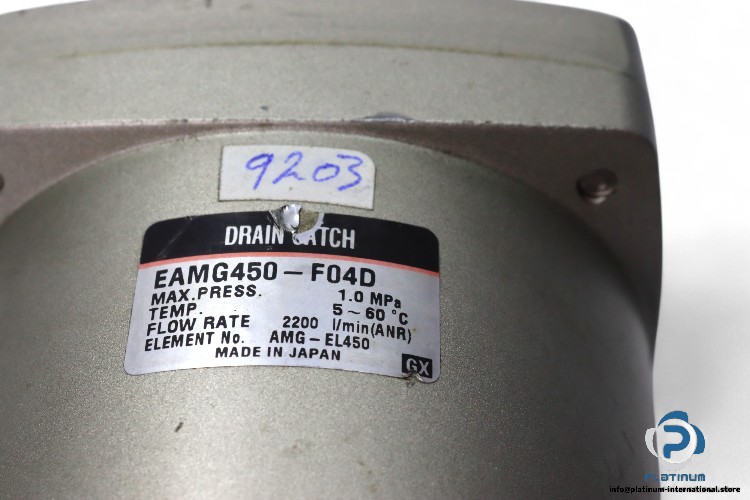 9203
DRAIN CATCH
EAMG450-F04D
MAX. PRESS. 1.0 MPa
TEMP. 5~60 °C
FLOW RATE 2200 l/min(ANR)
ELEMENT No. AMG-EL450
MADE IN JAPAN
GX
PLATINUM
info@platinum-international.store